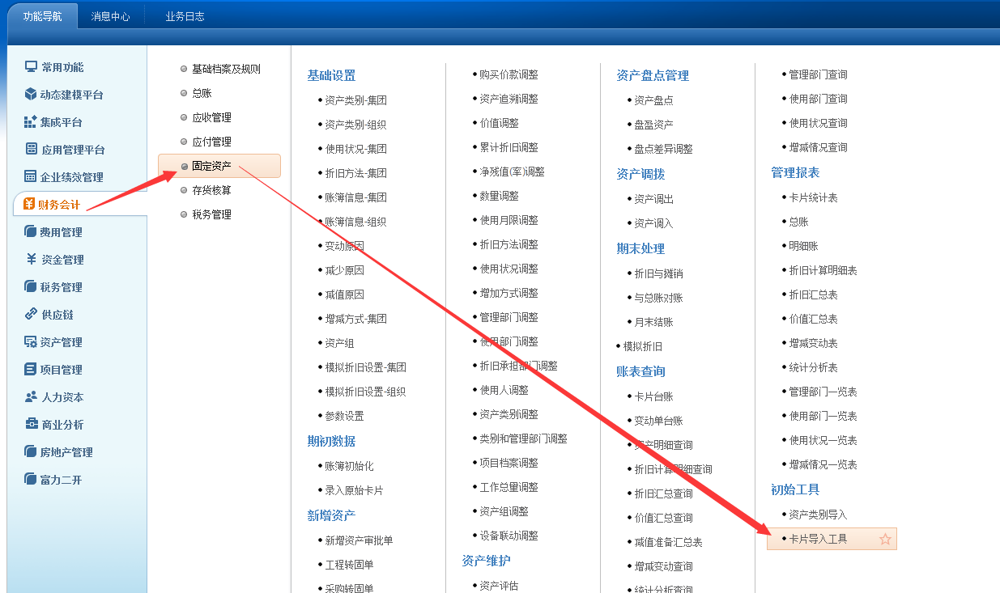 功能导航
消息中心
业务日志
常用功能
动态建模平台
集成平台
应用管理平台
企业绩效管理
财务会计
费用管理
资金管理
税务管理
供应链
资产管理
项目管理
人力资本
商业分析
房地产管理
富力二开
基础档案及规则
总账
应收管理
应付管理
固定资产
存货核算
税务管理
基础设置
资产类别-集团
资产类别-组织
使用状况-集团
折旧方法-集团
账簿信息-集团
账簿信息-组织
变动原因
减少原因
减值原因
增减方式-集团
资产组
模拟折旧设置-集团
模拟折旧设置-组织
参数设置
期初数据
账簿初始化
录入原始卡片
新增资产
新增资产审批单
工程转固单
采购转固单
购买价款调整
资产追溯调整
价值调整
累计折旧调整
净残值(率)调整
数量调整
使用月限调整
折旧方法调整
使用状况调整
增加方式调整
管理部门调整
使用部门调整
折旧承担部门调整
使用人调整
资产类别调整
类别和管理部门调整
项目档案调整
工作总量调整
资产组调整
设备联动调整
资产维护
资产评估
资产盘点管理
资产盘点
盘盈资产
盘点差异调整
资产调拨
资产调出
资产调入
期末处理
折旧与摊销
与总账对账
月末结账
模拟折旧
账表查询
卡片台账
变动单台账
资产明细查询
折旧计算明细查询
折旧汇总查询
价值汇总查询
减值准备汇总表
增减变动查询
统计分析查询
管理部门查询
使用部门查询
使用状况查询
增减情况查询
管理报表
卡片统计表
总账
明细账
折旧计算明细表
折旧汇总表
价值汇总表
增减变动表
统计分析表
管理部门一览表
使用部门一览表
使用状况一览表
增减情况一览表
初始工具
资产类别导入
卡片导入工具